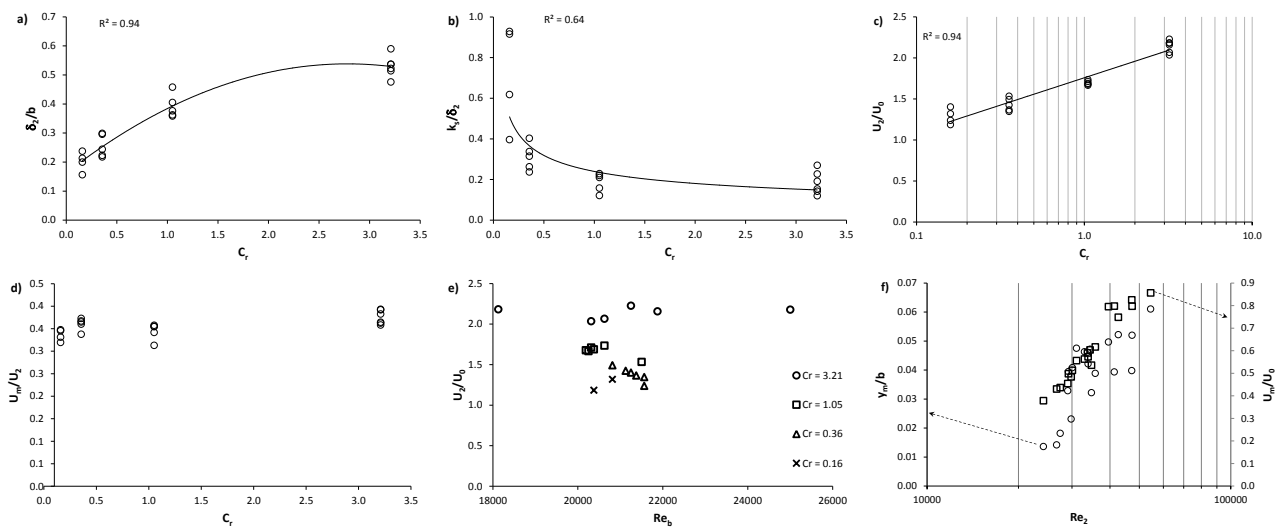 a)
R² = 0.94
δ₂/b
0.7
0.6
0.5
0.4
0.3
0.2
0.1
0
0.0 0.5 1.0 1.5 2.0 2.5 3.0 3.5
Cᵣ
b)
R² = 0.64
kₛ/δ₂
1.0
0.8
0.6
0.4
0.2
0.0
0.0 0.5 1.0 1.5 2.0 2.5 3.0 3.5
Cᵣ
c)
R² = 0.94
U₂/U₀
2.5
2.0
1.5
1.0
0.5
0.0
0.1 1.0 10.0
Cᵣ
d)
Uₘ/U₂
0.5
0.4
0.4
0.3
0.3
0.2
0.2
0.1
0.1
0.0
0.10 0.60 1.10 1.60 2.10 2.60 3.10
Cᵣ
e)
U₂/U₀
2.5
2.0
1.5
1.0
0.5
0.0
18000 20000 22000 24000 26000
Re_b
Cr = 3.21
Cr = 1.05
Cr = 0.36
Cr = 0.16
f)
yₘ/b
0.07
0.06
0.05
0.04
0.03
0.02
0.01
0.00
10000 100000
Re₂
0.9
0.8
0.7
0.6
0.5
0.4
0.3
0.2
0.1
0.0
Uₘ/U₀